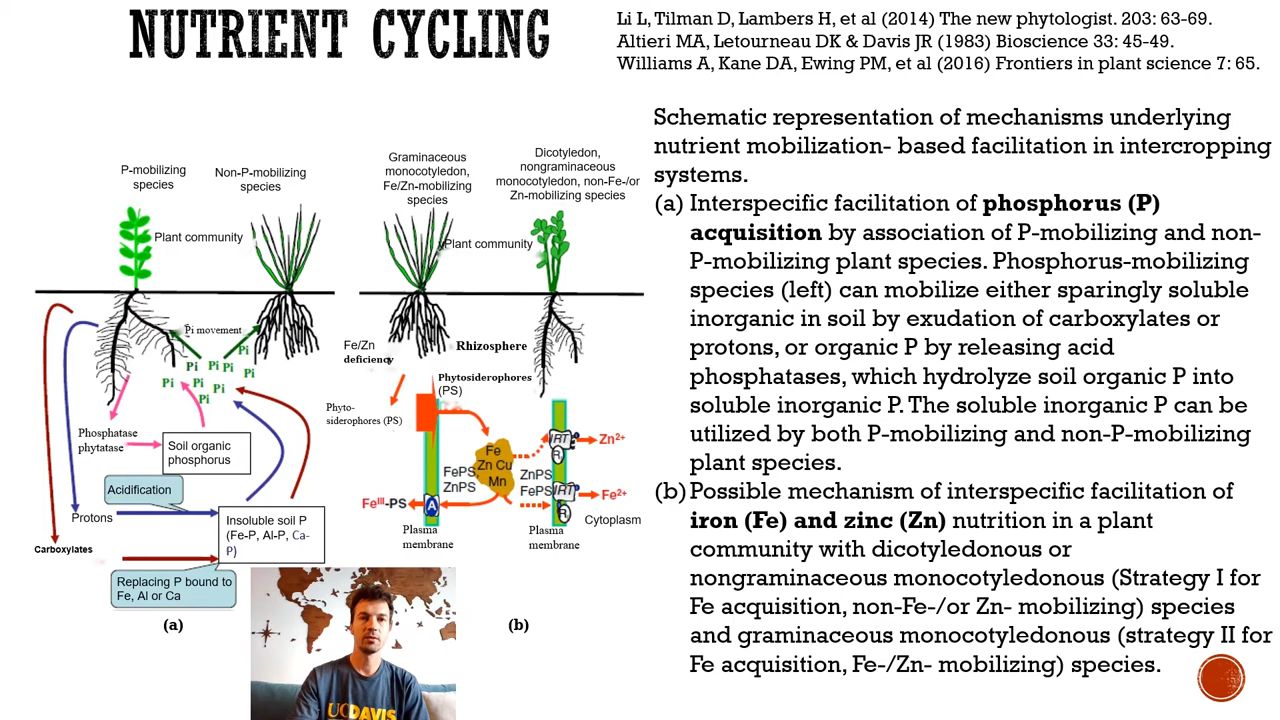 NUTRIENT CYCLING
Li L, Tilman D, Lambers H, et al (2014) The new phytologist. 203: 63-69.
Altieri MA, Letourneau DK & Davis JR (1983) Bioscience 33: 45-49.
Williams A, Kane DA, Ewing PM, et al (2016) Frontiers in plant science 7: 65.
P-mobilizing
species
Non-P-mobilizing
species
Plant community
Pi movement
Pi
Pi
Pi
Pi
Pi
Pi
Pi
Pi
Phosphatase
phytatase
Soil organic
phosphorus
Acidification
Protons
Insoluble soil P
(Fe-P, Al-P, Ca-
P)
Carboxylates
Replacing P bound to
Fe, Al or Ca
(a)
Graminaceous
monocotyledon,
Fe/Zn-mobilizing
species
Dicotyledon,
nongraminaceous
monocotyledon, non-Fe-/or
Zn-mobilizing species
Plant community
Fe/Zn
deficiency
Rhizosphere
Phytosiderophores
(PS)
Phyto-
siderophores (PS)
Fe
Zn Cu
Mn
FePS,
ZnPS
ZnPS
FePS
IRT
R
Zn2+
IRT
R
Fe2+
FeIII-PS
A
Plasma
membrane
Plasma
membrane
Cytoplasm
(b)
UCDAVIS
Schematic representation of mechanisms underlying
nutrient mobilization- based facilitation in intercropping
systems.
(a) Interspecific facilitation of phosphorus (P)
acquisition by association of P-mobilizing and non-
P-mobilizing plant species. Phosphorus-mobilizing
species (left) can mobilize either sparingly soluble
inorganic in soil by exudation of carboxylates or
protons, or organic P by releasing acid
phosphatases, which hydrolyze soil organic P into
soluble inorganic P. The soluble inorganic P can be
utilized by both P-mobilizing and non-P-mobilizing
plant species.
(b) Possible mechanism of interspecific facilitation of
iron (Fe) and zinc (Zn) nutrition in a plant
community with dicotyledonous or
nongraminaceous monocotyledonous (Strategy I for
Fe acquisition, non-Fe-/or Zn- mobilizing) species
and graminaceous monocotyledonous (strategy II for
Fe acquisition, Fe-/Zn- mobilizing) species.